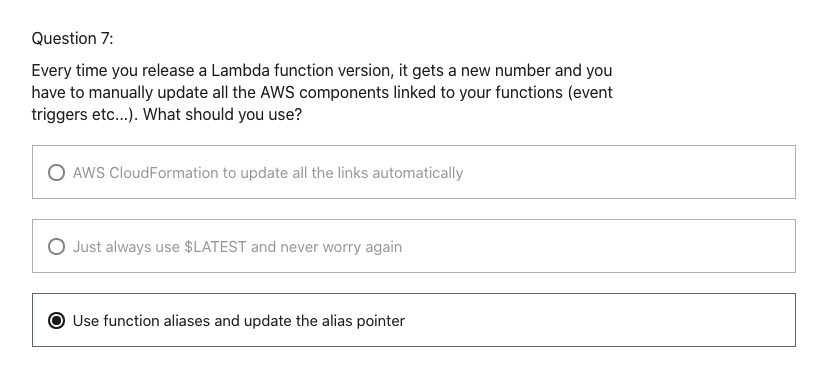 Question 7:
Every time you release a Lambda function version, it gets a new number and you
have to manually update all the AWS components linked to your functions (event
triggers etc...). What should you use?
AWS CloudFormation to update all the links automatically
Just always use $LATEST and never worry again
Use function aliases and update the alias pointer